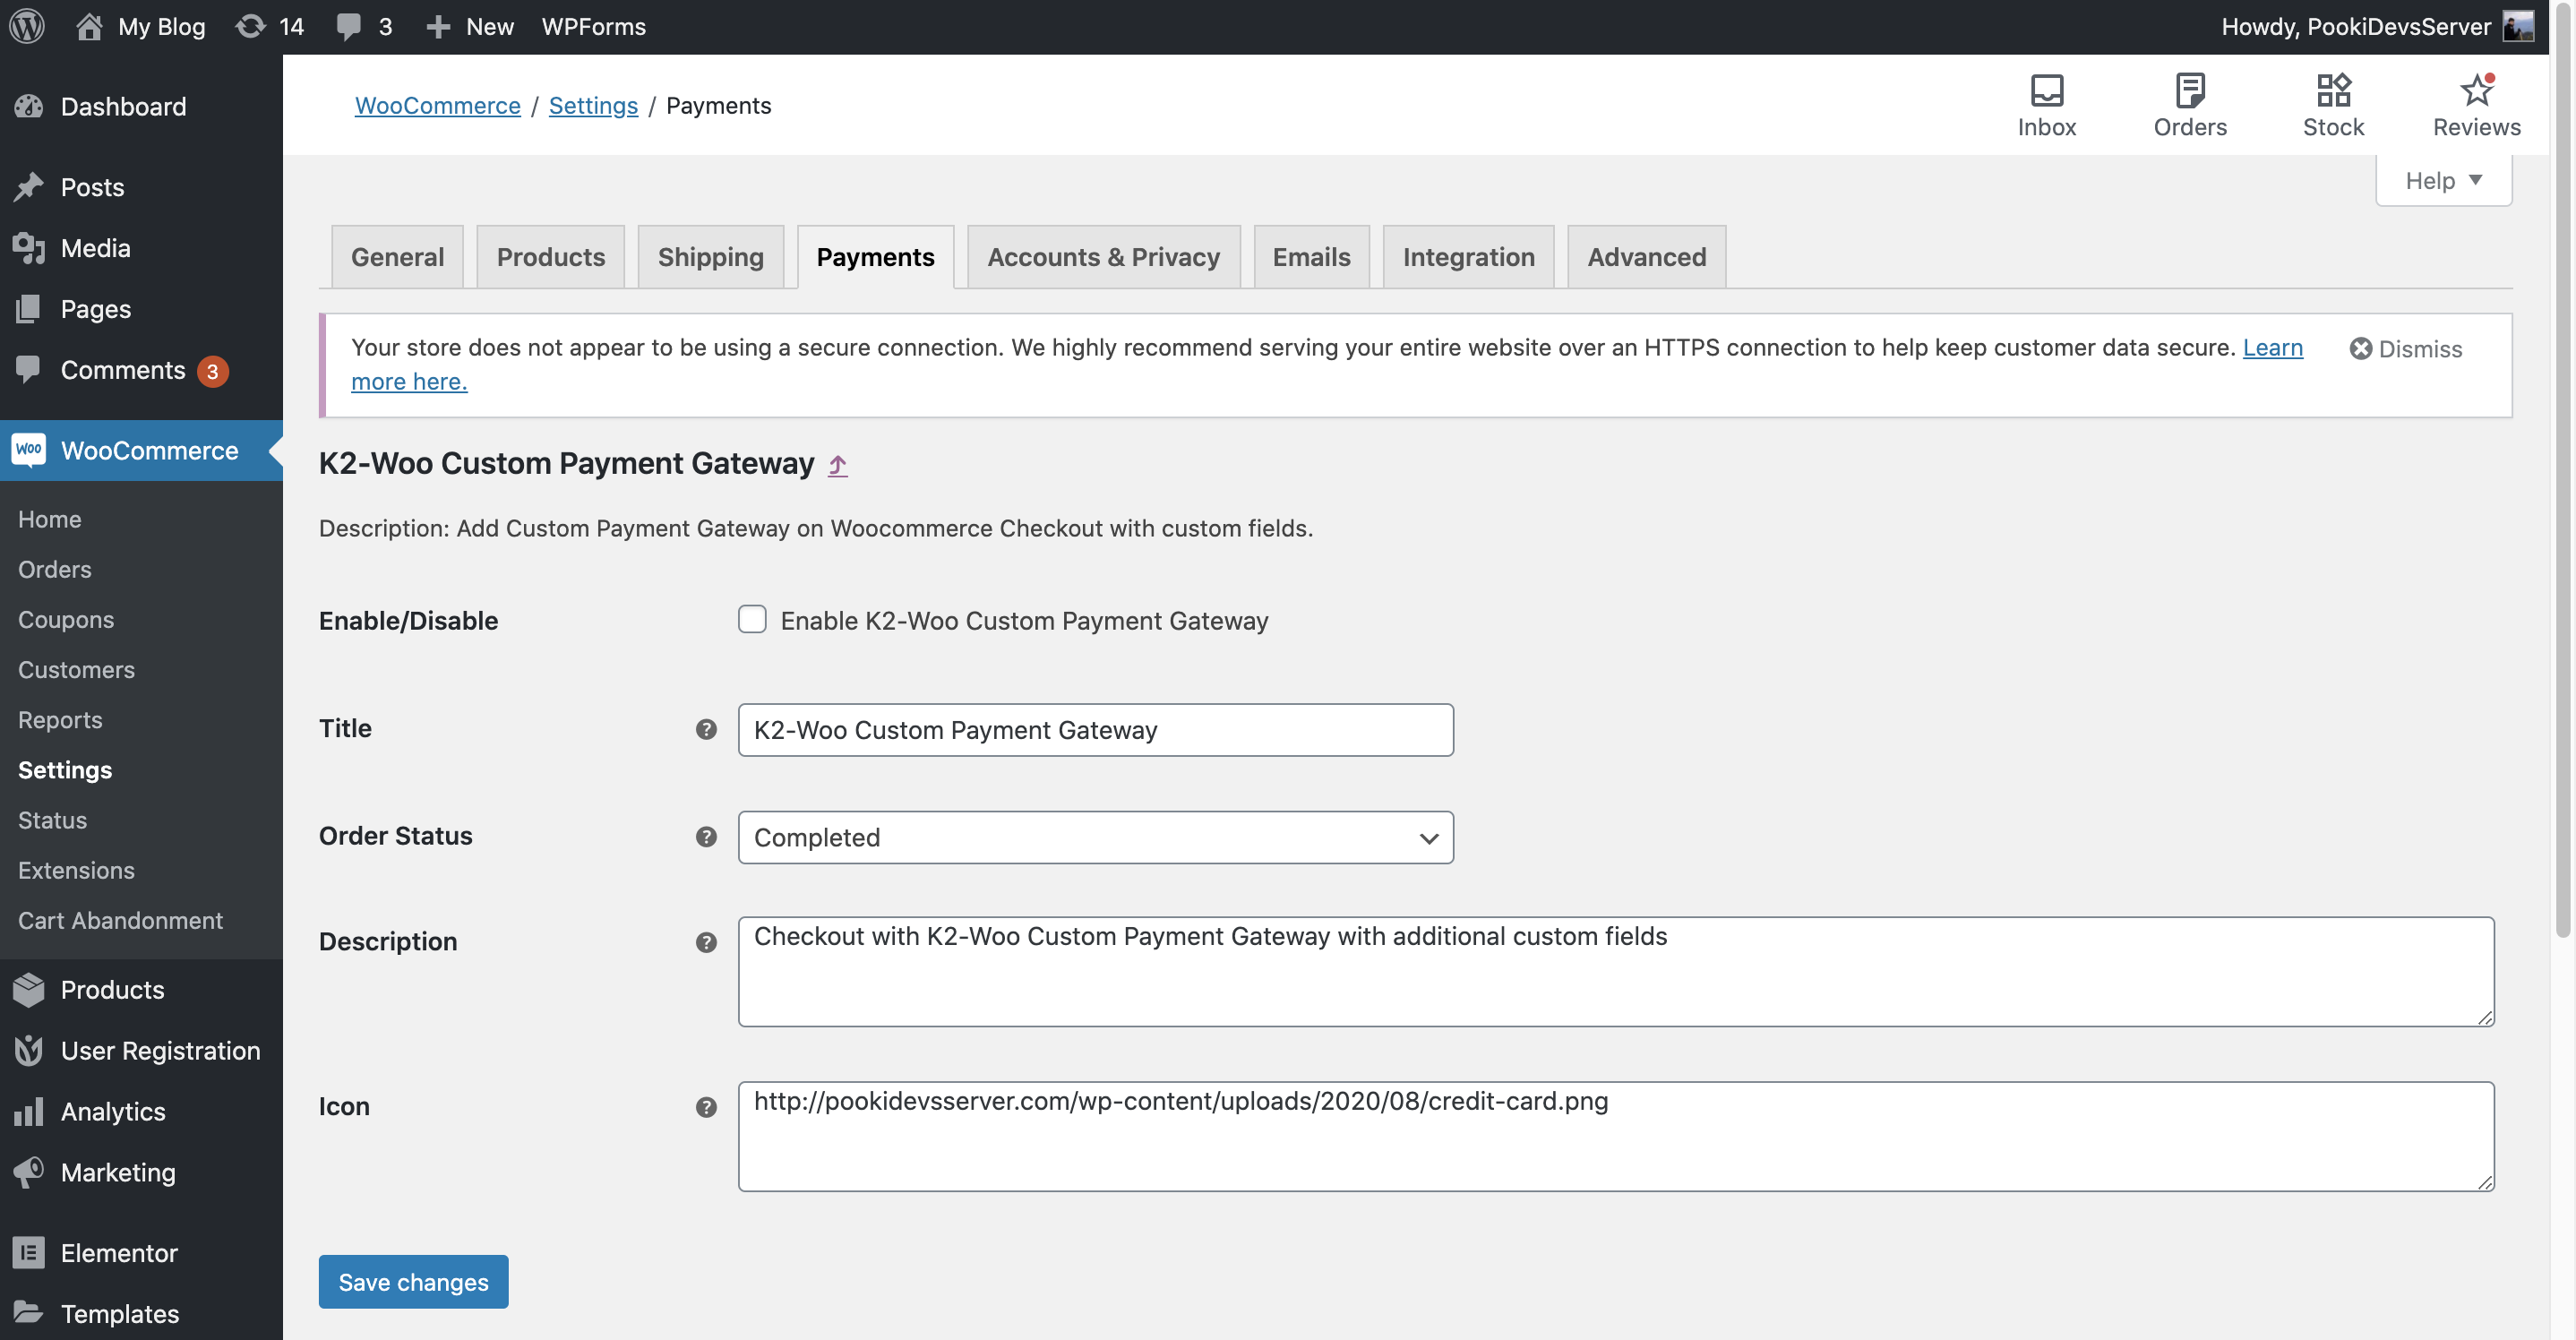 My Blog 14 3 New WPForms Howdy, PookiDevsServer
Dashboard
Posts
Media
Pages
Comments 3
Woo WooCommerce
Home
Orders
Coupons
Customers
Reports
Settings
Status
Extensions
Cart Abandonment
Products
User Registration
Analytics
Marketing
Elementor
Templates
WooCommerce / Settings / Payments
Inbox Orders Stock Reviews
Help
General Products Shipping Payments Accounts & Privacy Emails Integration Advanced
Your store does not appear to be using a secure connection. We highly recommend serving your entire website over an HTTPS connection to help keep customer data secure. Learn
more here.
Dismiss
K2-Woo Custom Payment Gateway
Description: Add Custom Payment Gateway on Woocommerce Checkout with custom fields.
Enable/Disable Enable K2-Woo Custom Payment Gateway
Title ? K2-Woo Custom Payment Gateway
Order Status ? Completed
Description ? Checkout with K2-Woo Custom Payment Gateway with additional custom fields
Icon ? http://pookidevsserver.com/wp-content/uploads/2020/08/credit-card.png
Save changes